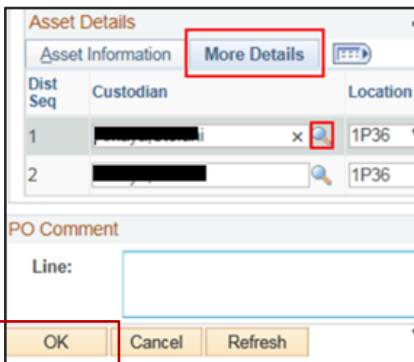 Asset Details
Asset Information More Details
Dist Seq Custodian Location
1 × 1P36
2 1P36
PO Comment
Line:
OK Cancel Refresh